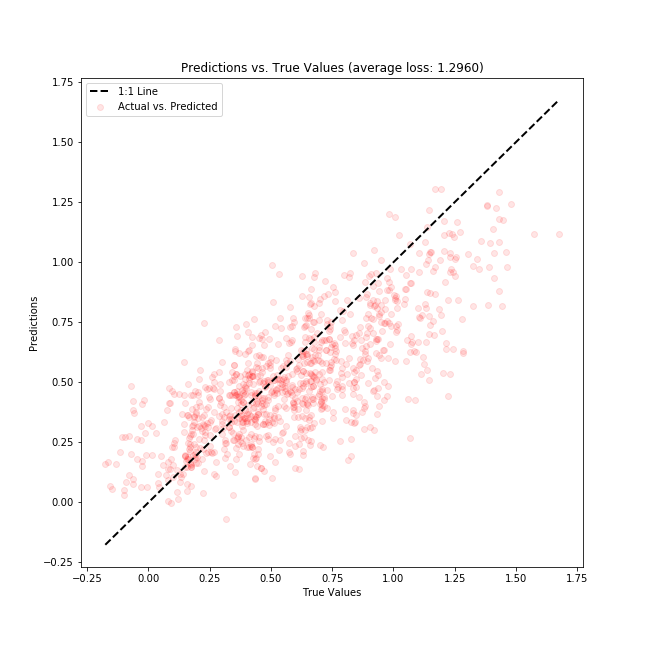 Predictions vs. True Values (average loss: 1.2960)
1:1 Line
Actual vs. Predicted
1.75
1.50
1.25
1.00
0.75
0.50
0.25
0.00
−0.25
Predictions
−0.25 0.00 0.25 0.50 0.75 1.00 1.25 1.50 1.75
True Values